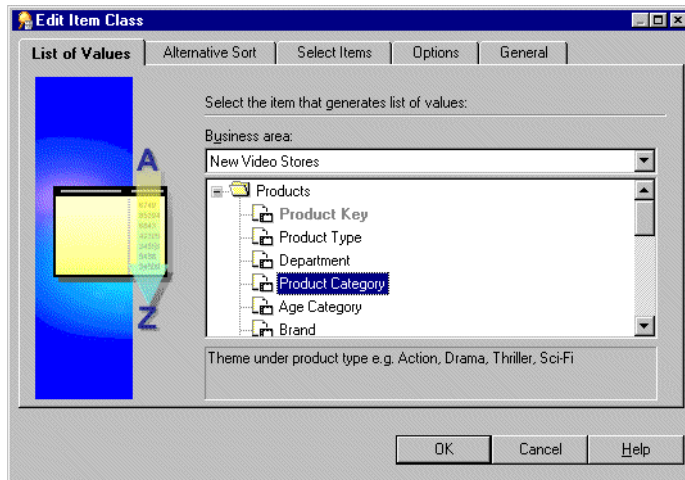 Edit Item Class
List of Values Alternative Sort Select Items Options General
Select the item that generates list of values:
Business area:
New Video Stores
Products
Product Key
Product Type
Department
Product Category
Age Category
Brand
Theme under product type e.g. Action, Drama, Thriller, Sci-Fi
A
Z
OK Cancel Help